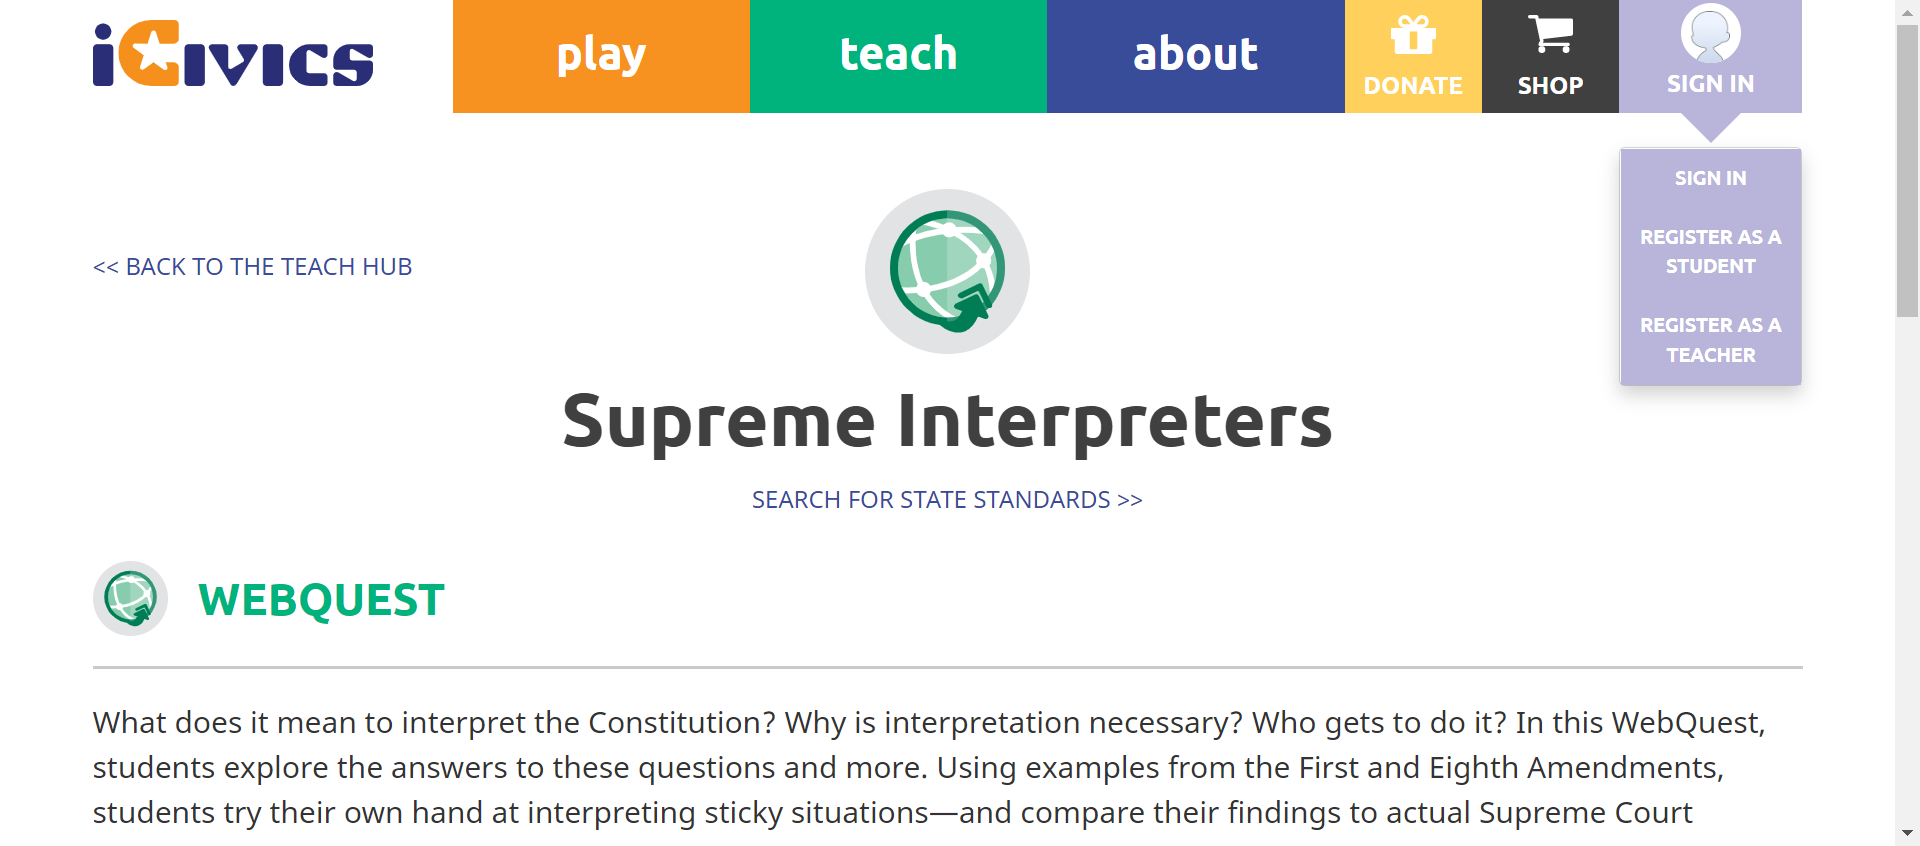 iCivics
play
teach
about
DONATE
SHOP
SIGN IN
SIGN IN
REGISTER AS A
STUDENT
REGISTER AS A
TEACHER
<< BACK TO THE TEACH HUB
Supreme Interpreters
SEARCH FOR STATE STANDARDS >>
WEBQUEST
What does it mean to interpret the Constitution? Why is interpretation necessary? Who gets to do it? In this WebQuest,
students explore the answers to these questions and more. Using examples from the First and Eighth Amendments,
students try their own hand at interpreting sticky situations—and compare their findings to actual Supreme Court